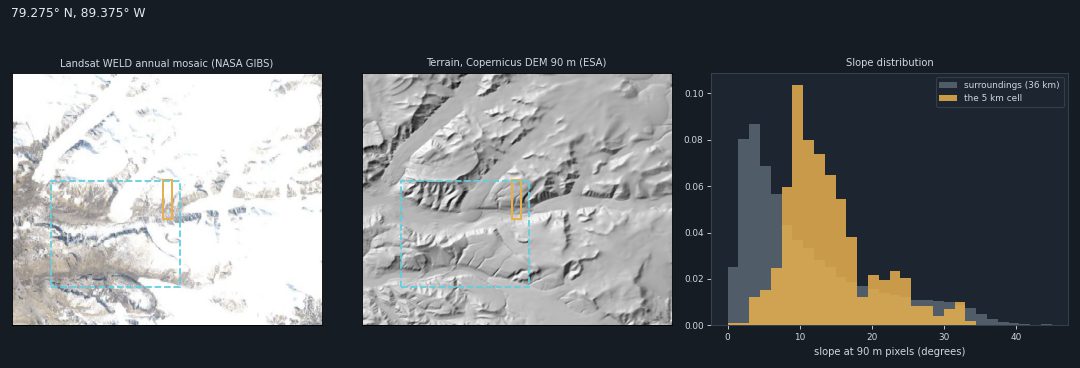 79.275° N, 89.375° W
Landsat WELD annual mosaic (NASA GIBS)
Terrain, Copernicus DEM 90 m (ESA)
Slope distribution
surroundings (36 km)
the 5 km cell
0.10
0.08
0.06
0.04
0.02
0.00
0 10 20 30 40
slope at 90 m pixels (degrees)